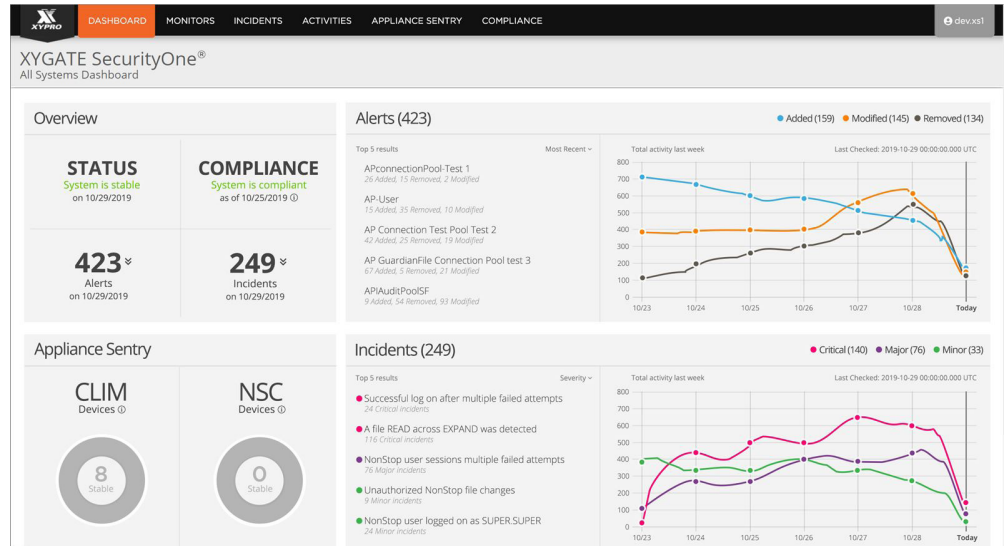 XYPRO
DASHBOARD MONITORS INCIDENTS ACTIVITIES APPLIANCE SENTRY COMPLIANCE dev.xs1
XYGATE SecurityOne®
All Systems Dashboard
Overview
STATUS
System is stable
on 10/29/2019
COMPLIANCE
System is compliant
as of 10/25/2019
423
Alerts
on 10/29/2019
249
Incidents
on 10/29/2019
Alerts (423)
Added (159) Modified (145) Removed (134)
Top 5 results Most Recent
APconnectionPool-Test 1
26 Added, 15 Removed, 2 Modified
AP-User
15 Added, 35 Removed, 10 Modified
AP Connection Test Pool Test 2
42 Added, 25 Removed, 19 Modified
AP GuardianFile Connection Pool test 3
67 Added, 5 Removed, 21 Modified
APIAuditPoolSF
9 Added, 54 Removed, 93 Modified
Total activity last week Last Checked: 2019-10-29 00:00:00.000 UTC
800
700
600
500
400
300
200
100
0
10/23 10/24 10/25 10/26 10/27 10/28 Today
Appliance Sentry
CLIM
Devices
8
Stable
NSC
Devices
0
Stable
Incidents (249)
Critical (140) Major (76) Minor (33)
Top 5 results Severity
Successful log on after multiple failed attempts
24 Critical incidents
A file READ across EXPAND was detected
116 Critical incidents
NonStop user sessions multiple failed attempts
76 Major incidents
Unauthorized NonStop file changes
9 Minor incidents
NonStop user logged on as SUPER.SUPER
24 Minor incidents
Total activity last week Last Checked: 2019-10-29 00:00:00.000 UTC
800
700
600
500
400
300
200
100
0
10/23 10/24 10/25 10/26 10/27 10/28 Today